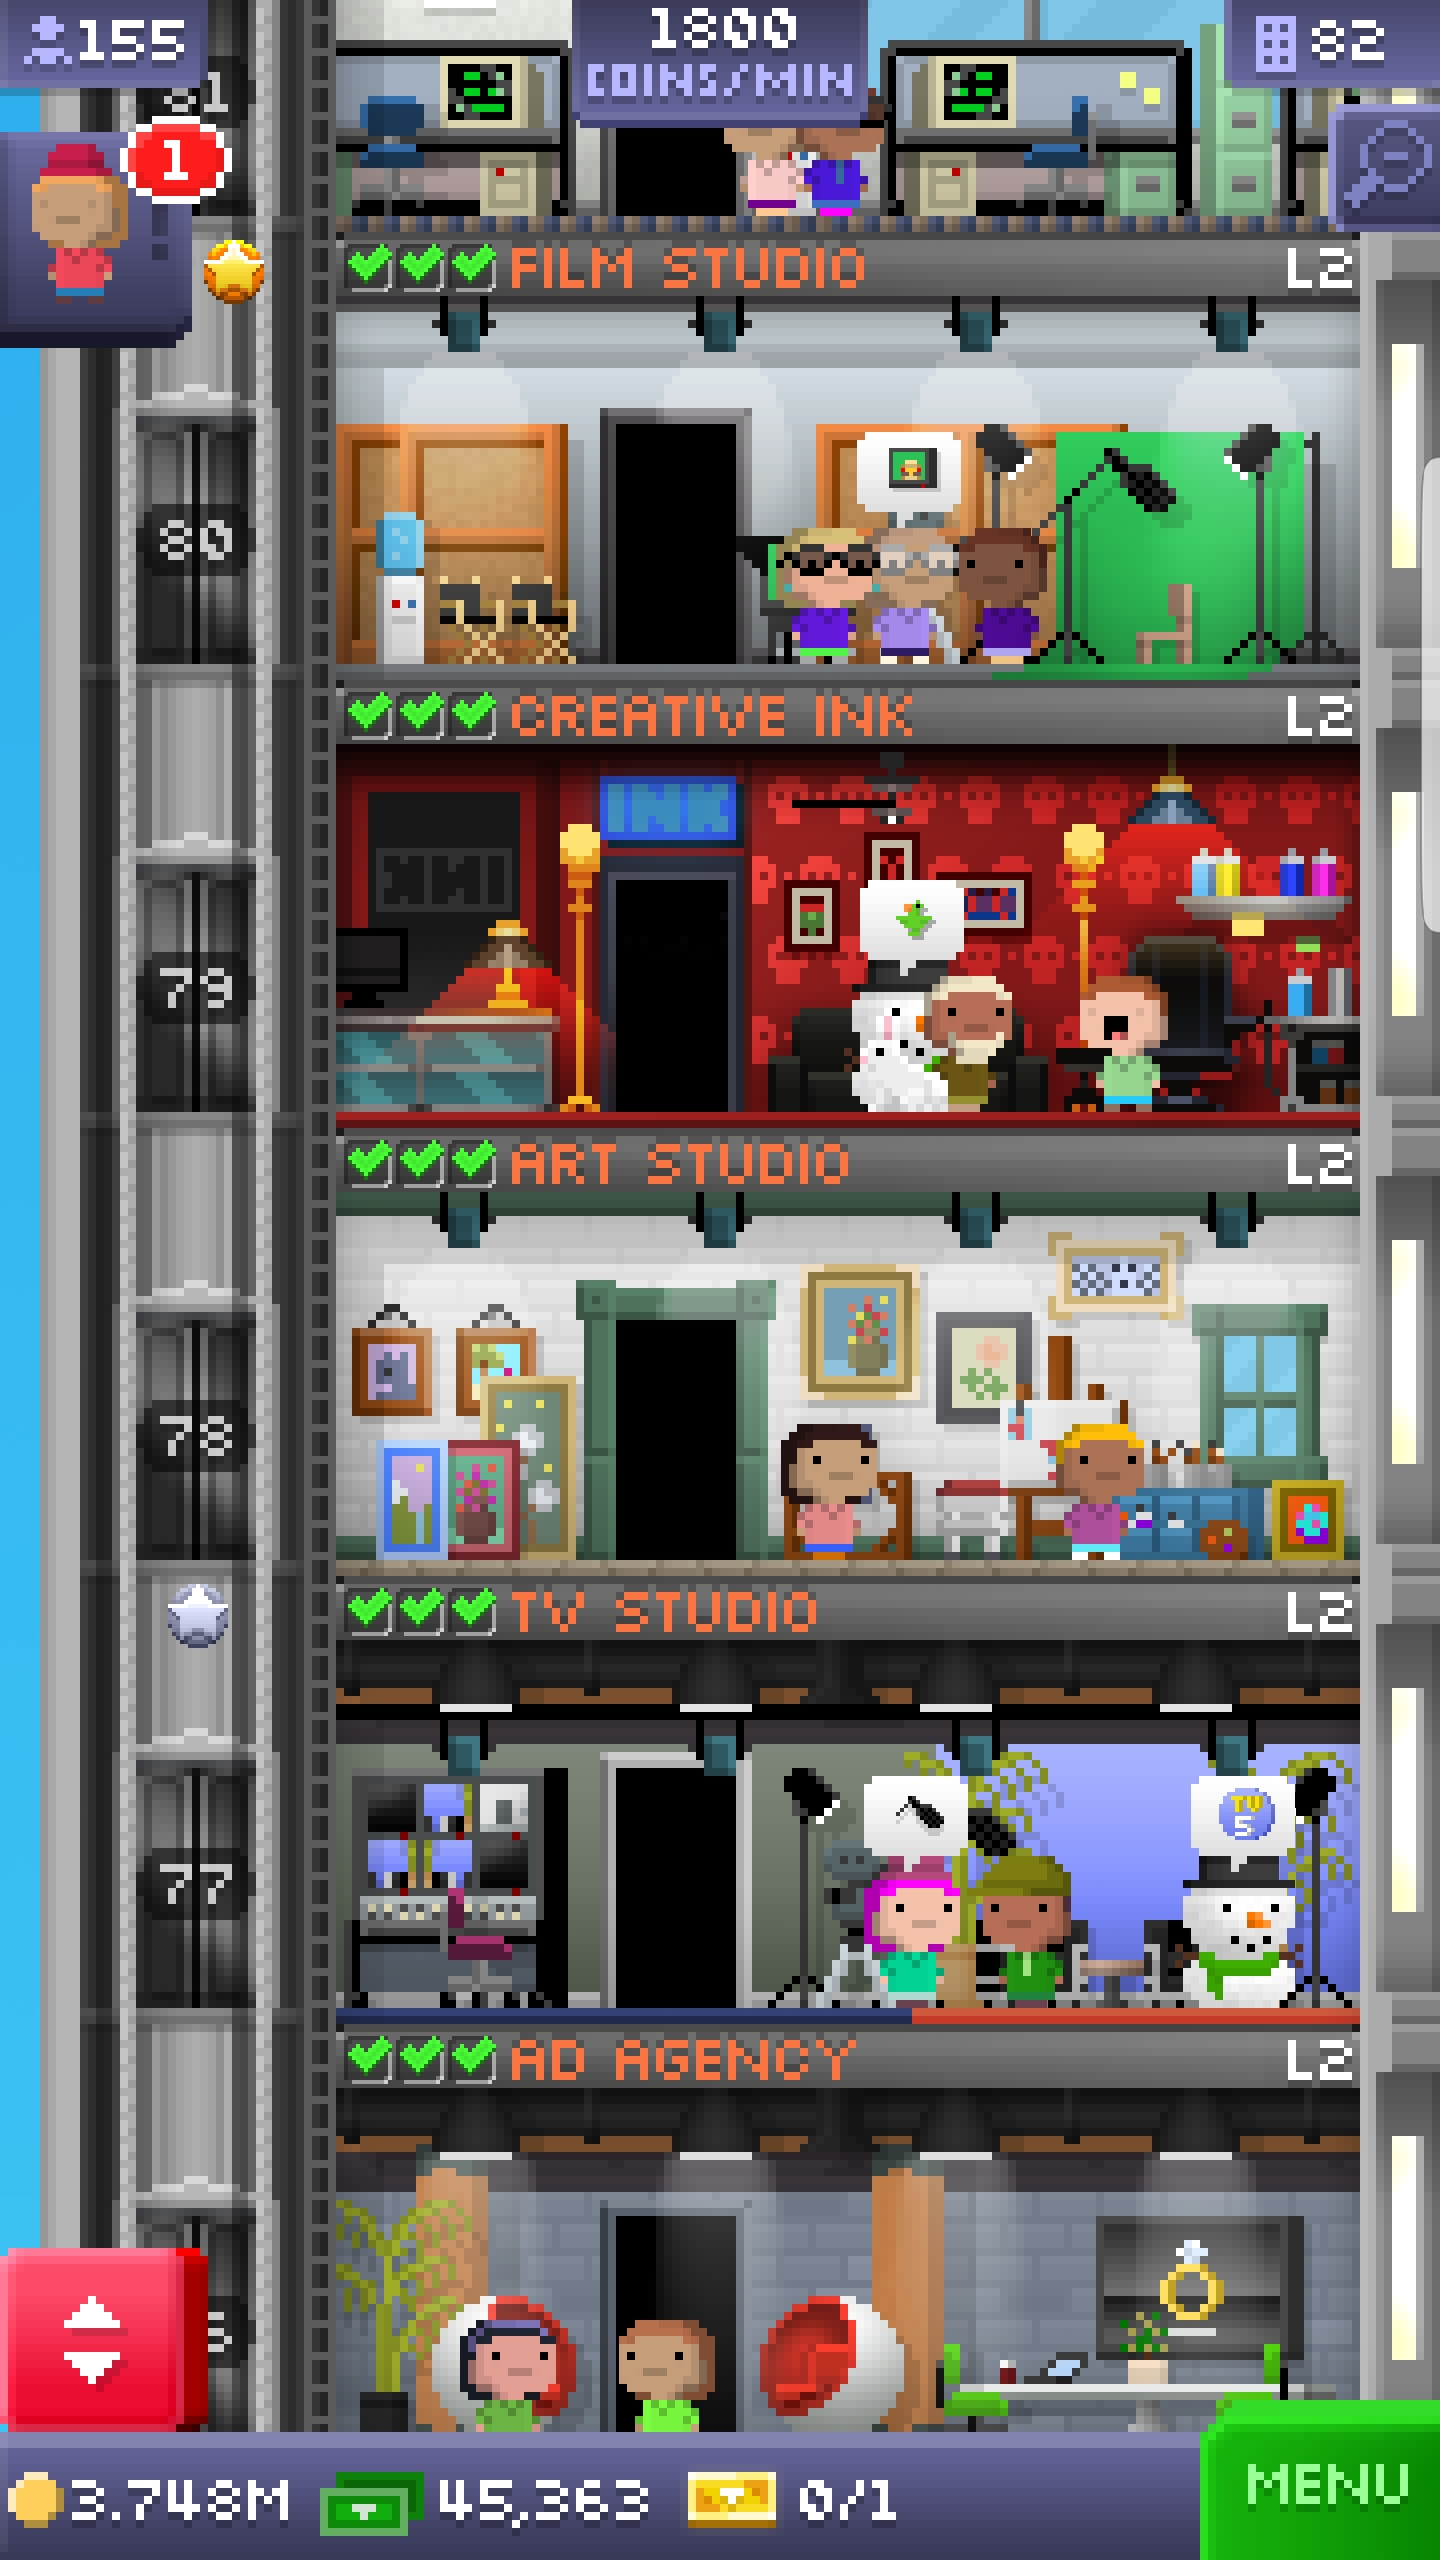 155
1800
COINS/MIN
82
81
1
FILM STUDIO
L2
80
CREATIVE INK
L2
INK
79
ART STUDIO
L2
78
TV STUDIO
L2
TV
5
77
AD AGENCY
L2
3.748M
45,363
0/1
MENU